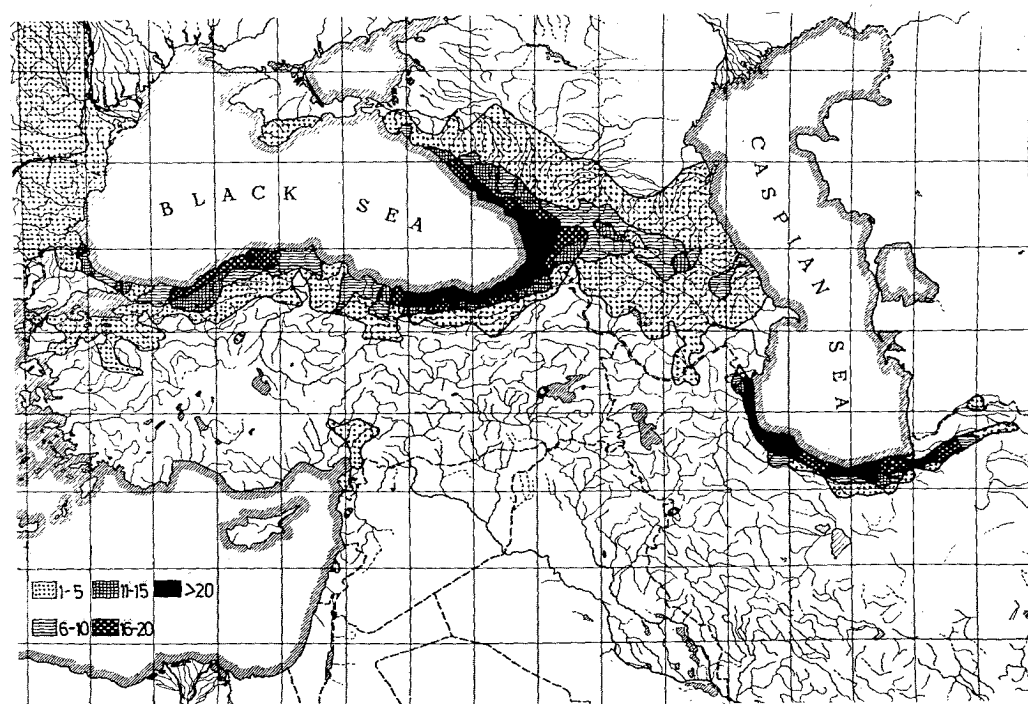 BLACK SEA
CASPIAN SEA
1-5 11-15 >20
6-10 16-20